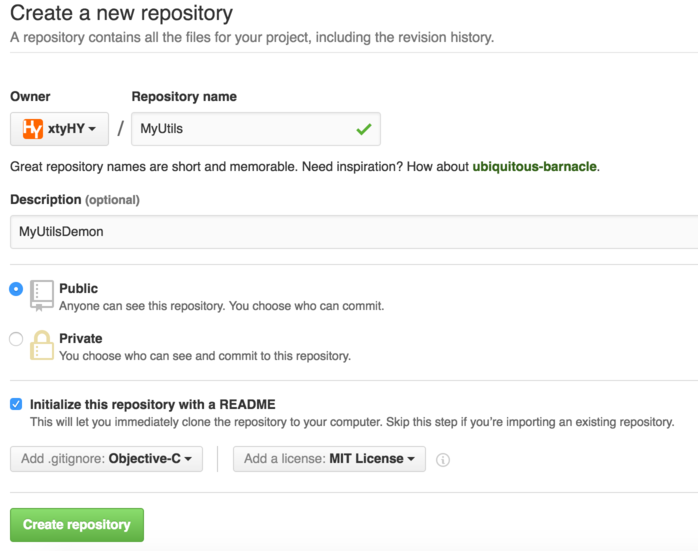 Create a new repository
A repository contains all the files for your project, including the revision history.
Owner Repository name
HY xtyHY / MyUtils
Great repository names are short and memorable. Need inspiration? How about ubiquitous-barnacle.
Description (optional)
MyUtilsDemon
Public
Anyone can see this repository. You choose who can commit.
Private
You choose who can see and commit to this repository.
Initialize this repository with a README
This will let you immediately clone the repository to your computer. Skip this step if you're importing an existing repository.
Add .gitignore: Objective-C Add a license: MIT License
Create repository